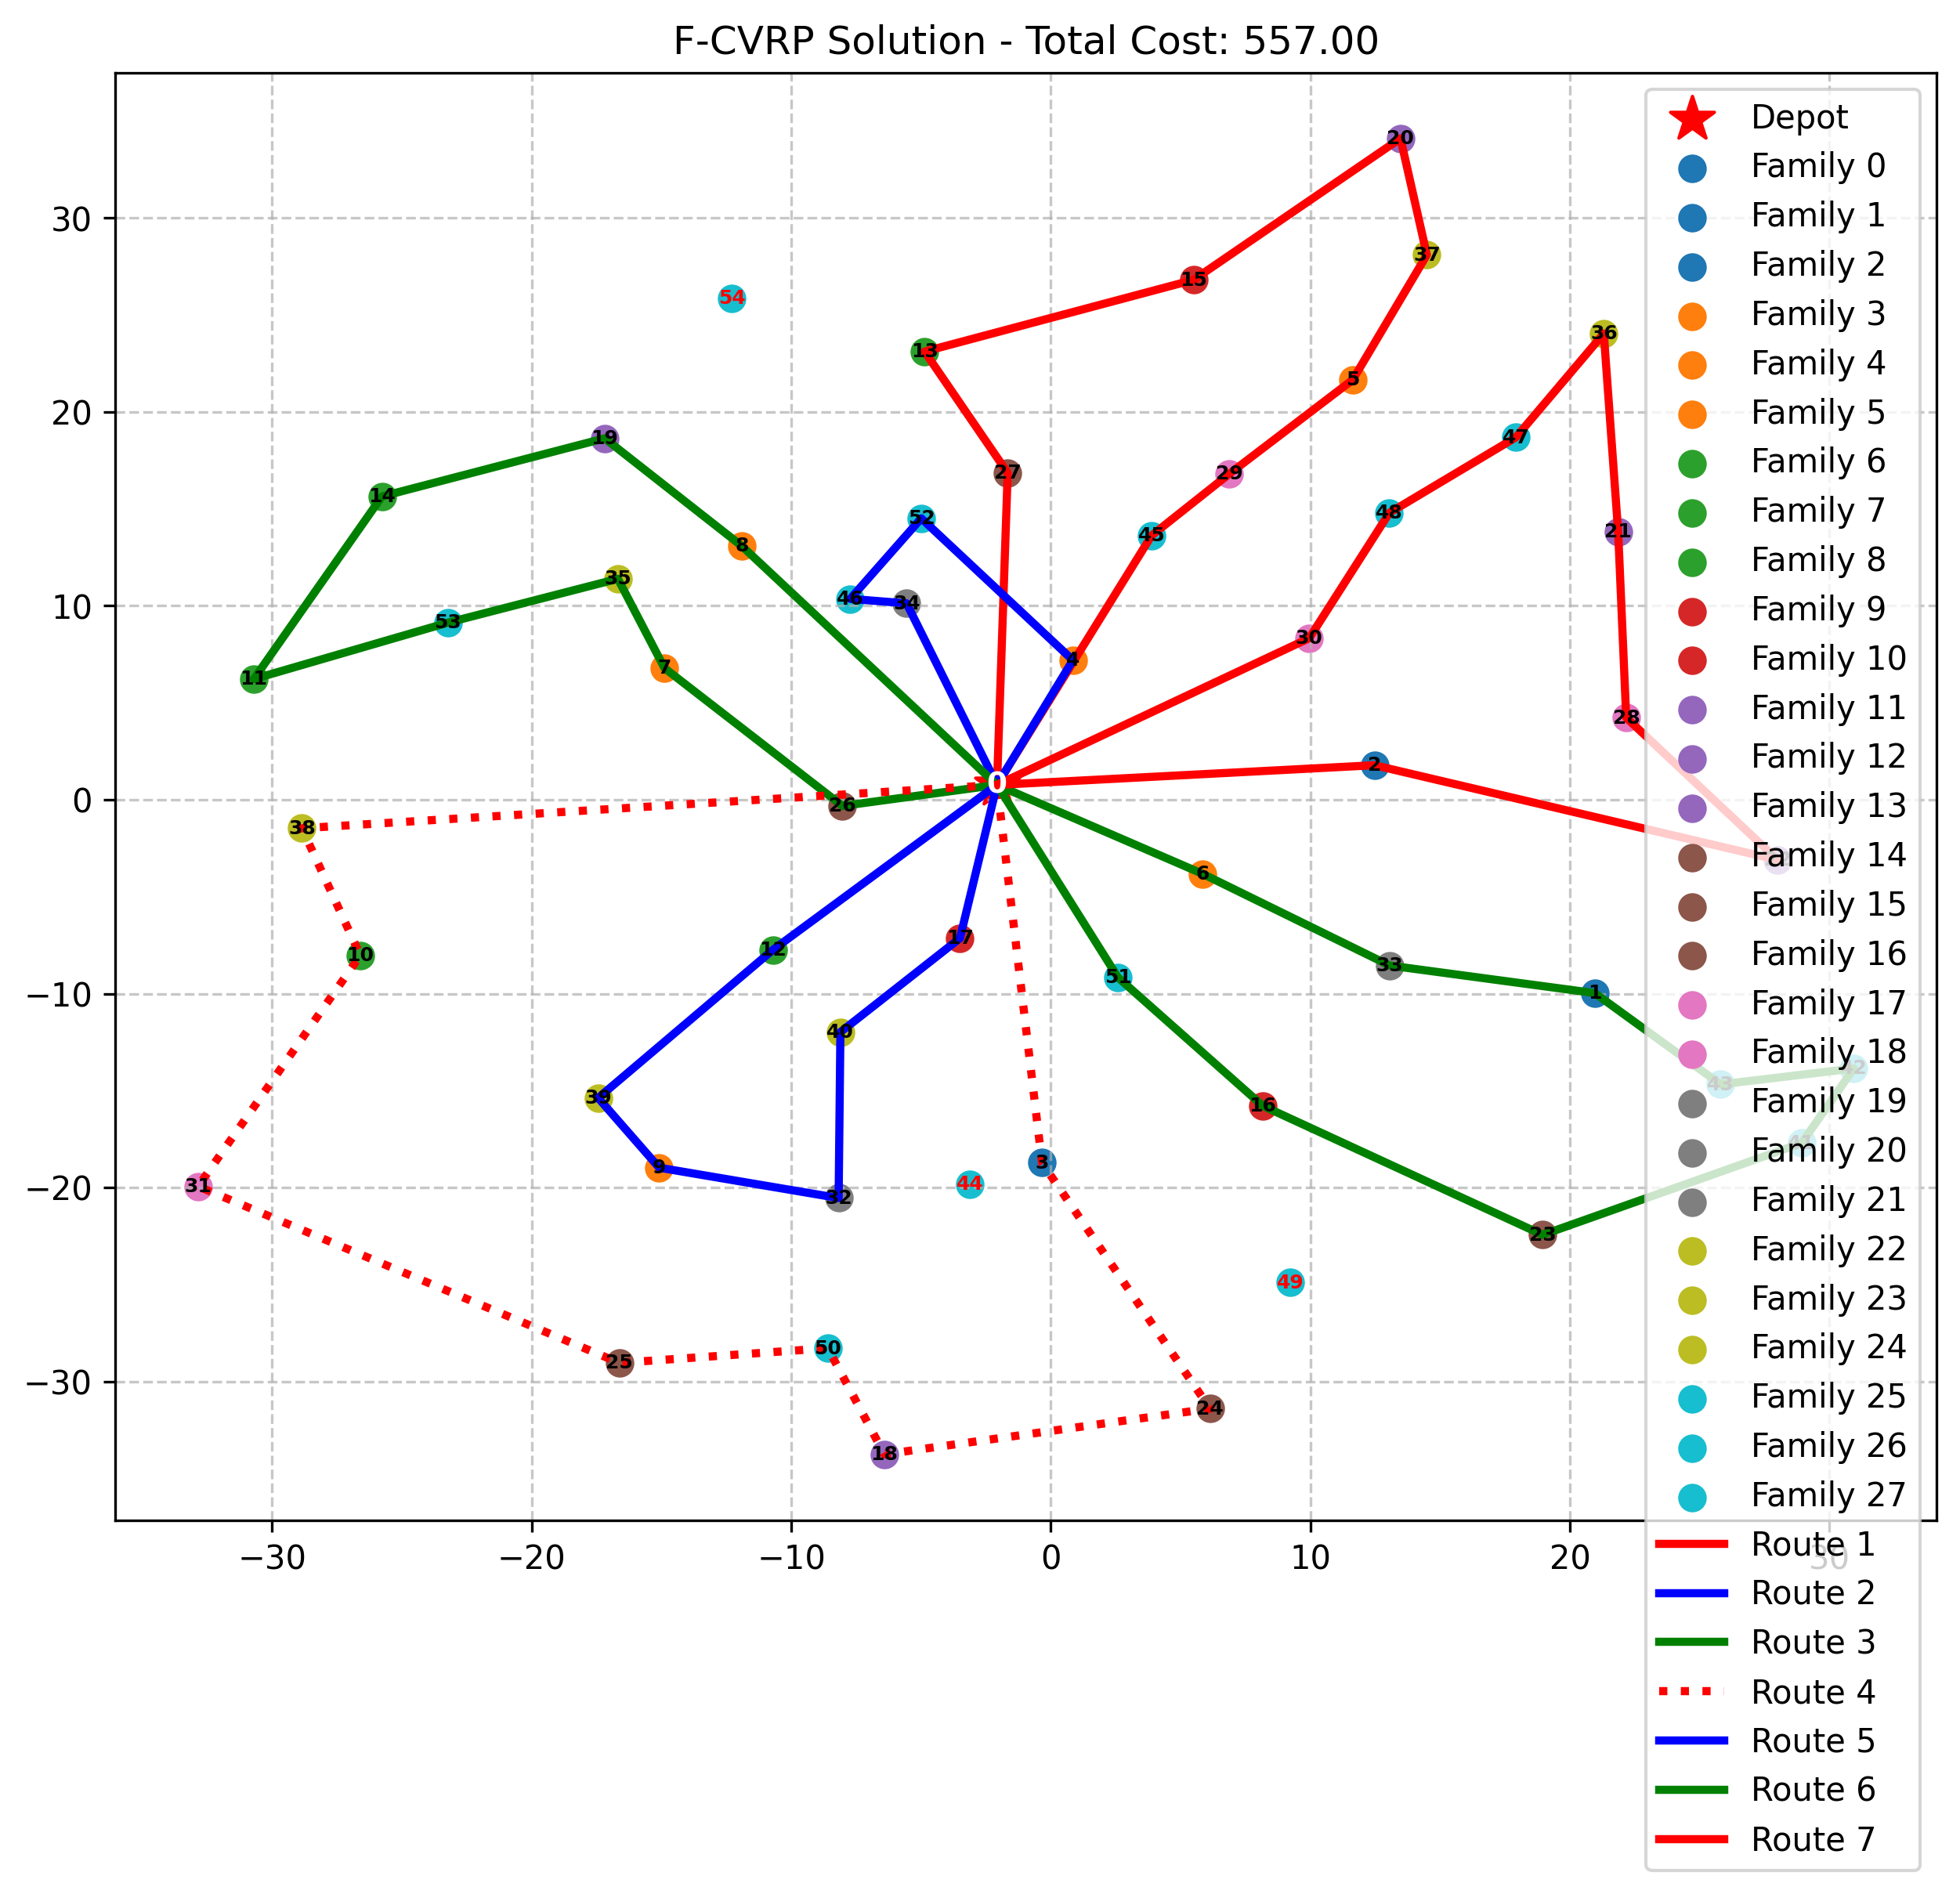 F-CVRP Solution - Total Cost: 557.00
Depot
Family 0
Family 1
Family 2
Family 3
Family 4
Family 5
Family 6
Family 7
Family 8
Family 9
Family 10
Family 11
Family 12
Family 13
Family 14
Family 15
Family 16
Family 17
Family 18
Family 19
Family 20
Family 21
Family 22
Family 23
Family 24
Family 25
Family 26
Family 27
Route 1
Route 2
Route 3
Route 4
Route 5
Route 6
Route 7
30
20
10
0
−10
−20
−30
−30
−20
−10
0
10
20
30
20
37
15
54
36
13
5
19
47
27
29
14
52
48
45
21
8
35
46
34
53
30
4
7
11
28
2
0
26
38
6
17
12
10
33
51
1
40
42
43
39
16
3
9
44
31
32
23
49
50
25
24
18